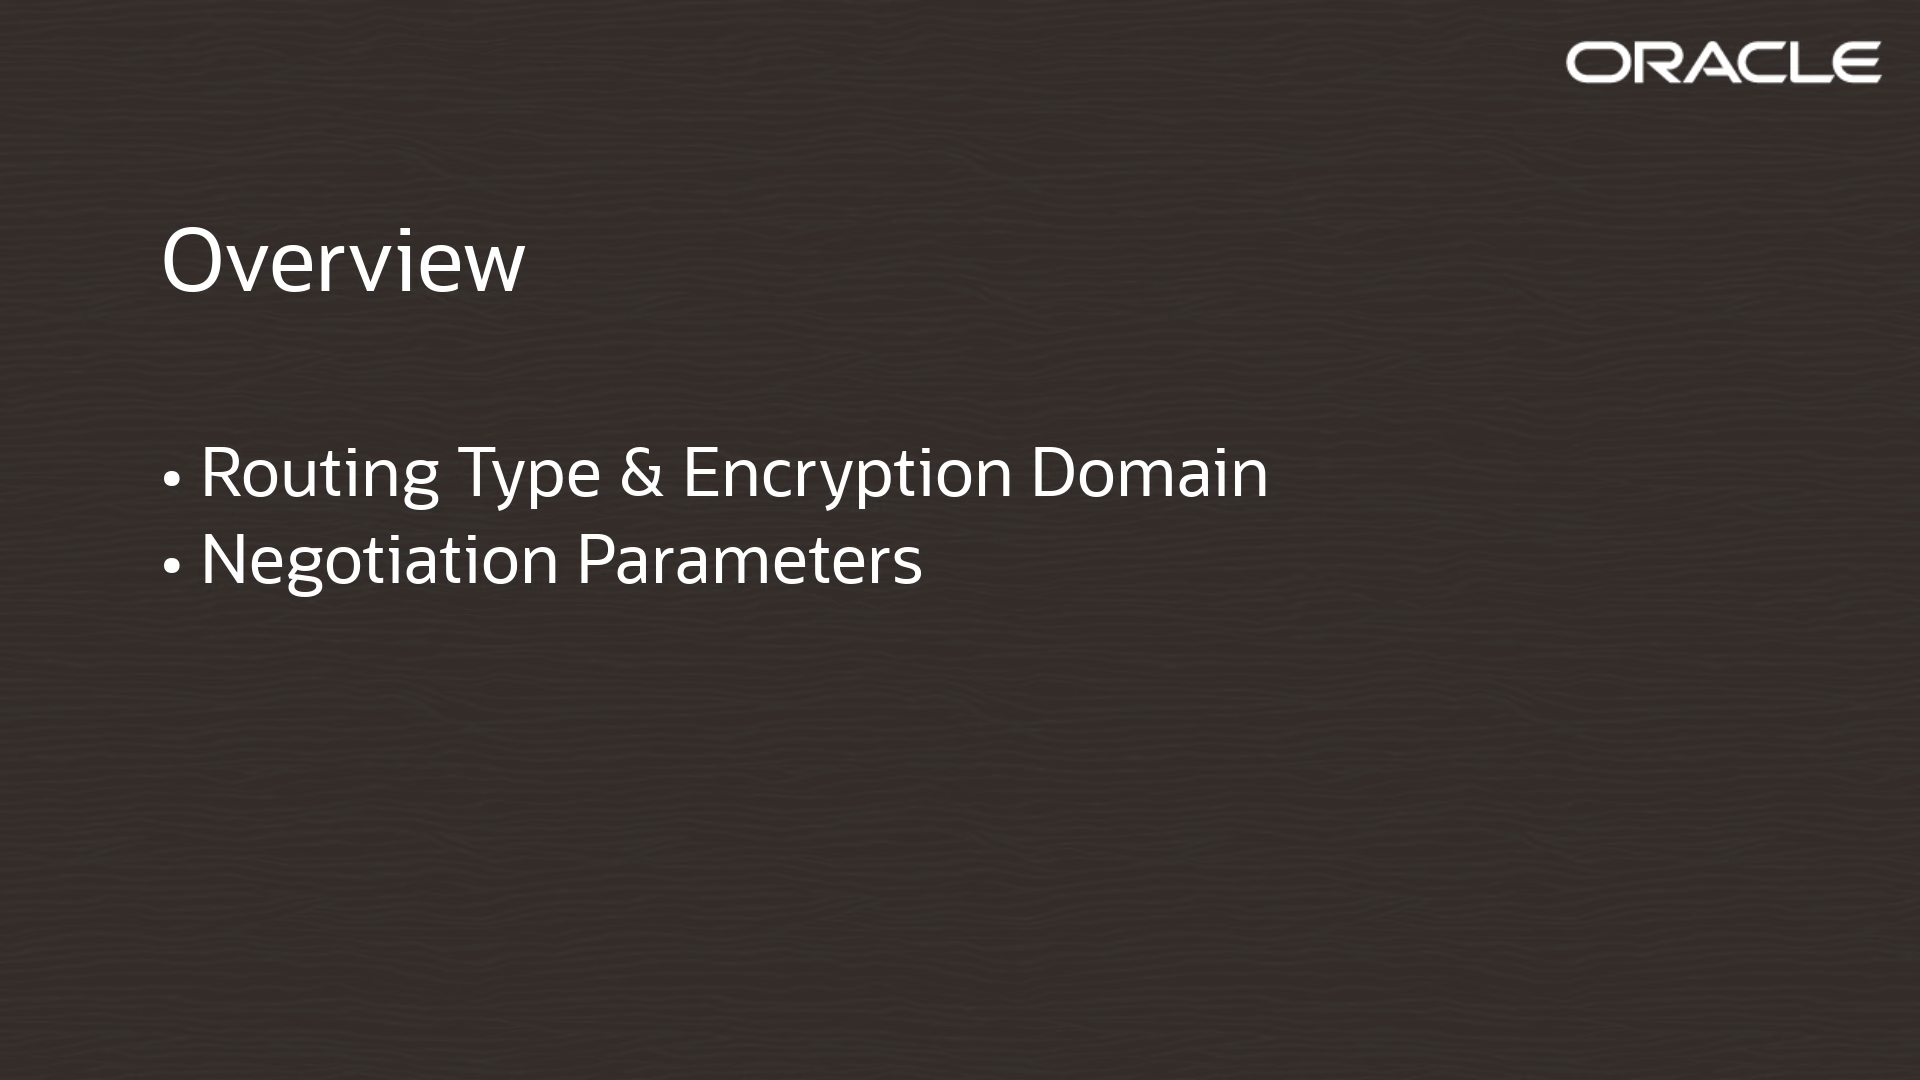 ORACLE
Overview
• Routing Type & Encryption Domain
• Negotiation Parameters